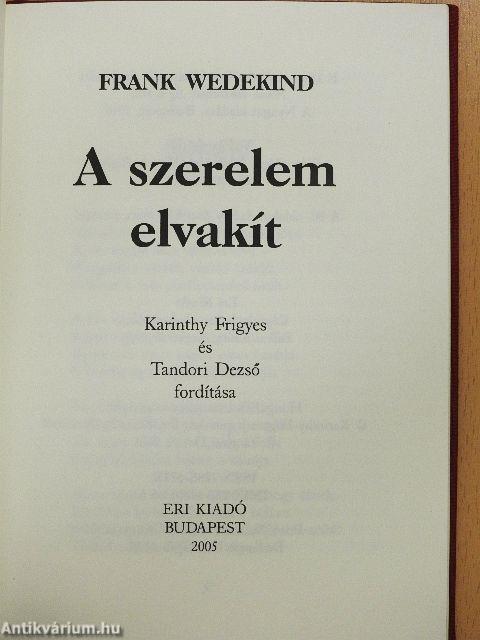 FRANK WEDEKIND
A szerelem
elvakít
Karinthy Frigyes
és
Tandori Dezső
fordítása
ERI KIADÓ
BUDAPEST
2005
Antikvárium.hu